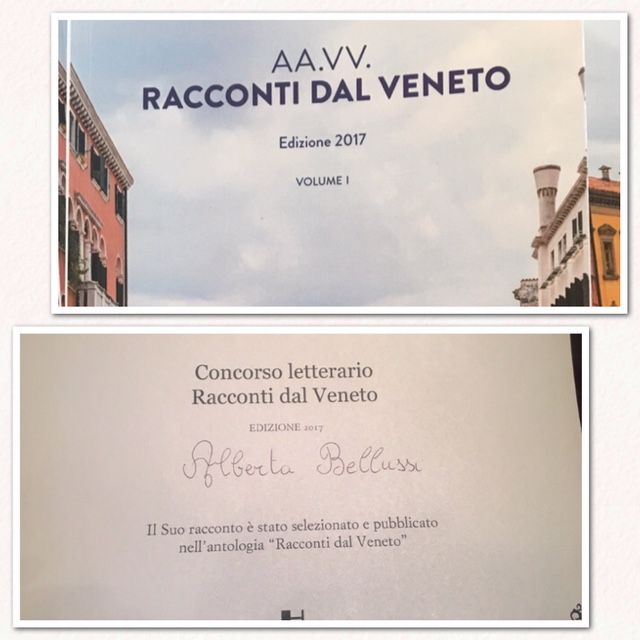 AA.VV.
RACCONTI DAL VENETO
Edizione 2017
VOLUME I
Concorso letterario
Racconti dal Veneto
EDIZIONE 2017
Alberta Bellussi
Il Suo racconto è stato selezionato e pubblicato
nell'antologia “Racconti dal Veneto”